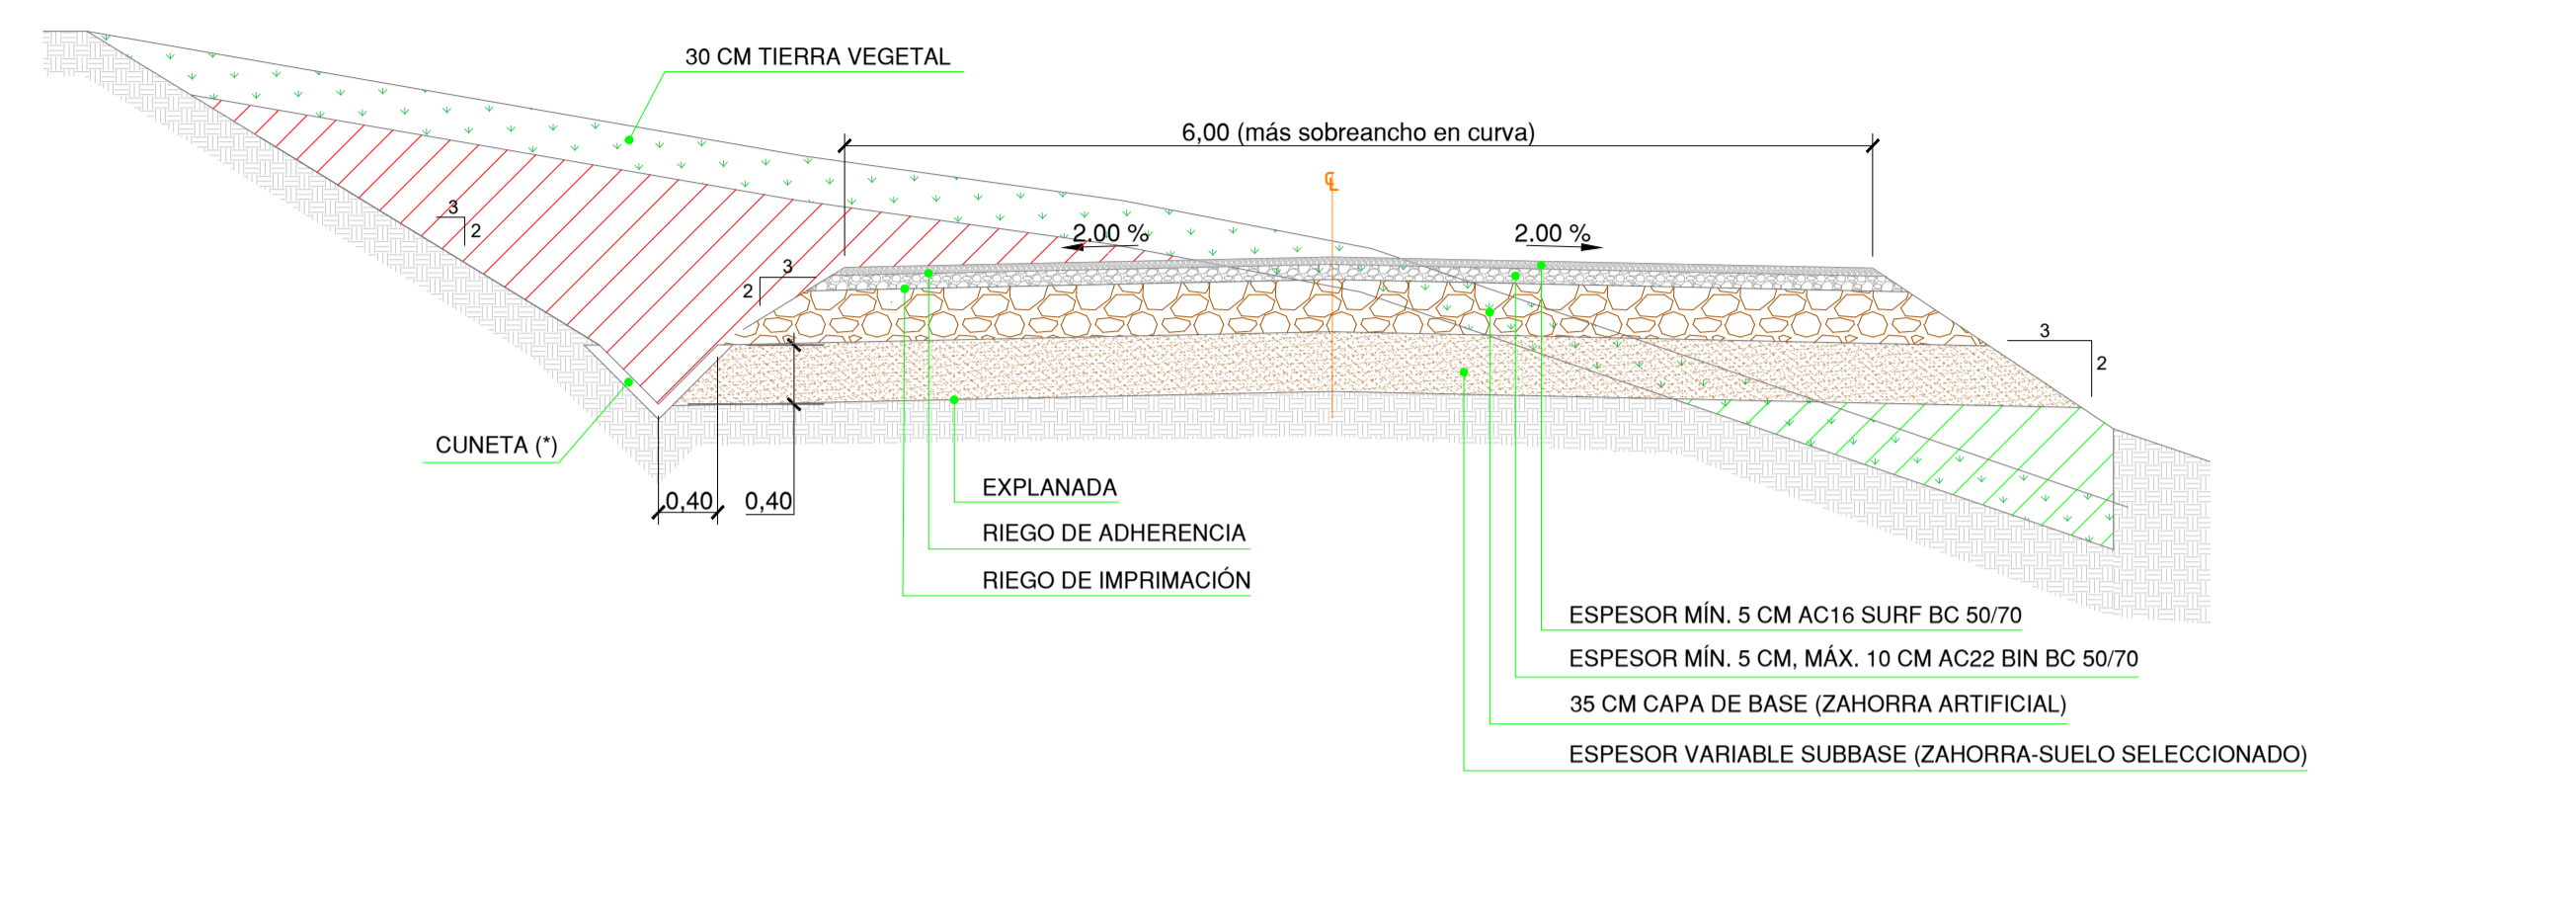 30 CM TIERRA VEGETAL
6,00 (más sobreancho en curva)
CL
2.00 %
2.00 %
3
2
3
2
3
2
CUNETA (*)
0,40
0,40
EXPLANADA
RIEGO DE ADHERENCIA
RIEGO DE IMPRIMACIÓN
ESPESOR MÍN. 5 CM AC16 SURF BC 50/70
ESPESOR MÍN. 5 CM, MÁX. 10 CM AC22 BIN BC 50/70
35 CM CAPA DE BASE (ZAHORRA ARTIFICIAL)
ESPESOR VARIABLE SUBBASE (ZAHORRA-SUELO SELECCIONADO)